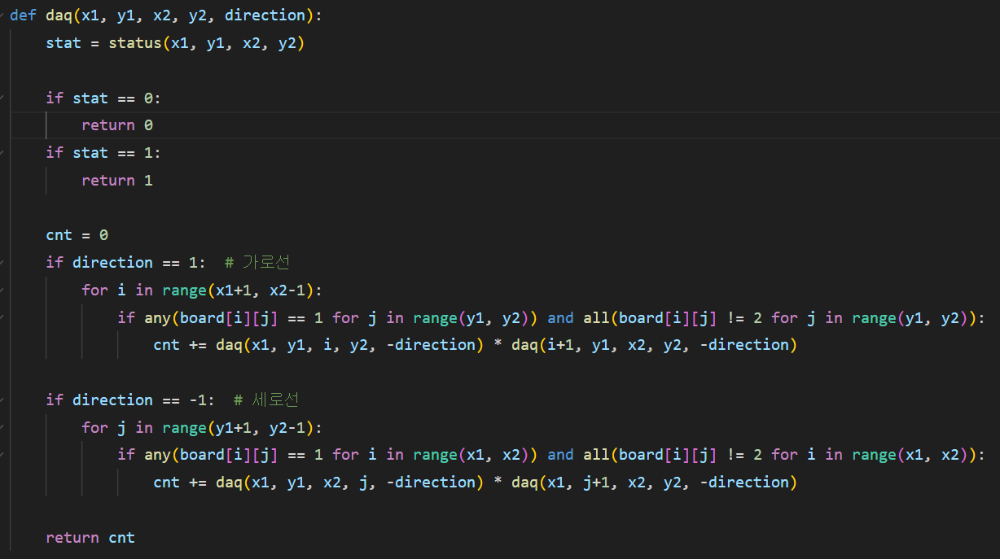 def daq(x1, y1, x2, y2, direction):
    stat = status(x1, y1, x2, y2)

    if stat == 0:
        return 0
    if stat == 1:
        return 1

    cnt = 0
    if direction == 1:  # 가로선
        for i in range(x1+1, x2-1):
            if any(board[i][j] == 1 for j in range(y1, y2)) and all(board[i][j] != 2 for j in range(y1, y2)):
                cnt += daq(x1, y1, i, y2, -direction) * daq(i+1, y1, x2, y2, -direction)

    if direction == -1:  # 세로선
        for j in range(y1+1, y2-1):
            if any(board[i][j] == 1 for i in range(x1, x2)) and all(board[i][j] != 2 for i in range(x1, x2)):
                cnt += daq(x1, y1, x2, j, -direction) * daq(x1, j+1, x2, y2, -direction)

    return cnt